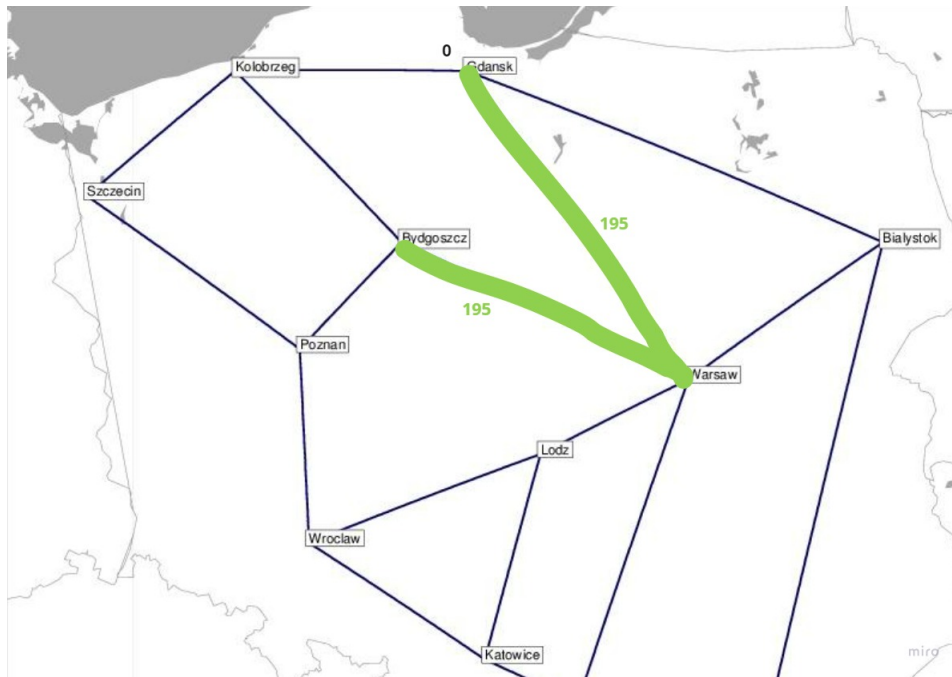 0
Kolobrzeg
Gdansk
Szczecin
195
Bydgoszcz
Bialystok
195
Poznan
Warsaw
Lodz
Wroclaw
Katowice
miro